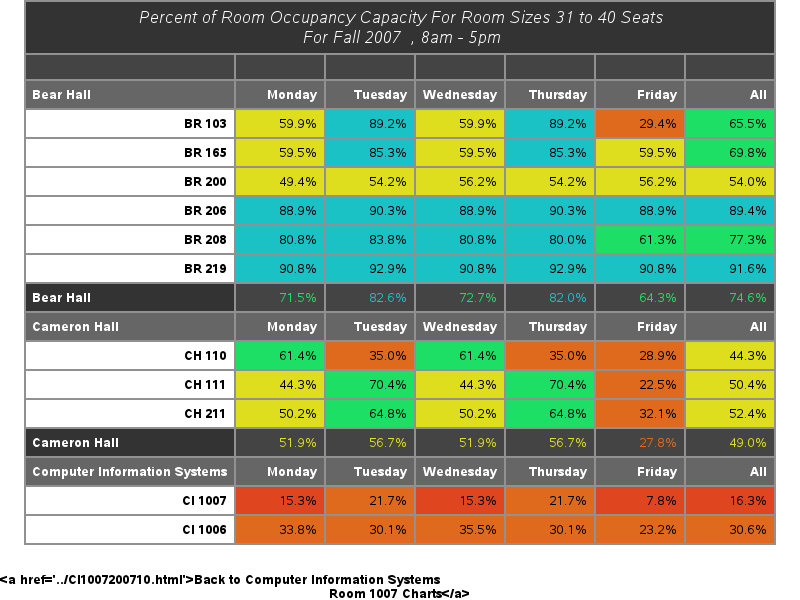 Percent of Room Occupancy Capacity For Room Sizes 31 to 40 Seats
For Fall 2007 , 8am - 5pm
Bear Hall Monday Tuesday Wednesday Thursday Friday All
BR 103 59.9% 89.2% 59.9% 89.2% 29.4% 65.5%
BR 165 59.5% 85.3% 59.5% 85.3% 59.5% 69.8%
BR 200 49.4% 54.2% 56.2% 54.2% 56.2% 54.0%
BR 206 88.9% 90.3% 88.9% 90.3% 88.9% 89.4%
BR 208 80.8% 83.8% 80.8% 80.0% 61.3% 77.3%
BR 219 90.8% 92.9% 90.8% 92.9% 90.8% 91.6%
Bear Hall 71.5% 82.6% 72.7% 82.0% 64.3% 74.6%
Cameron Hall Monday Tuesday Wednesday Thursday Friday All
CH 110 61.4% 35.0% 61.4% 35.0% 28.9% 44.3%
CH 111 44.3% 70.4% 44.3% 70.4% 22.5% 50.4%
CH 211 50.2% 64.8% 50.2% 64.8% 32.1% 52.4%
Cameron Hall 51.9% 56.7% 51.9% 56.7% 27.8% 49.0%
Computer Information Systems Monday Tuesday Wednesday Thursday Friday All
CI 1007 15.3% 21.7% 15.3% 21.7% 7.8% 16.3%
CI 1006 33.8% 30.1% 35.5% 30.1% 23.2% 30.6%
<a href='../CI1007200710.html'>Back to Computer Information Systems
Room 1007 Charts</a>